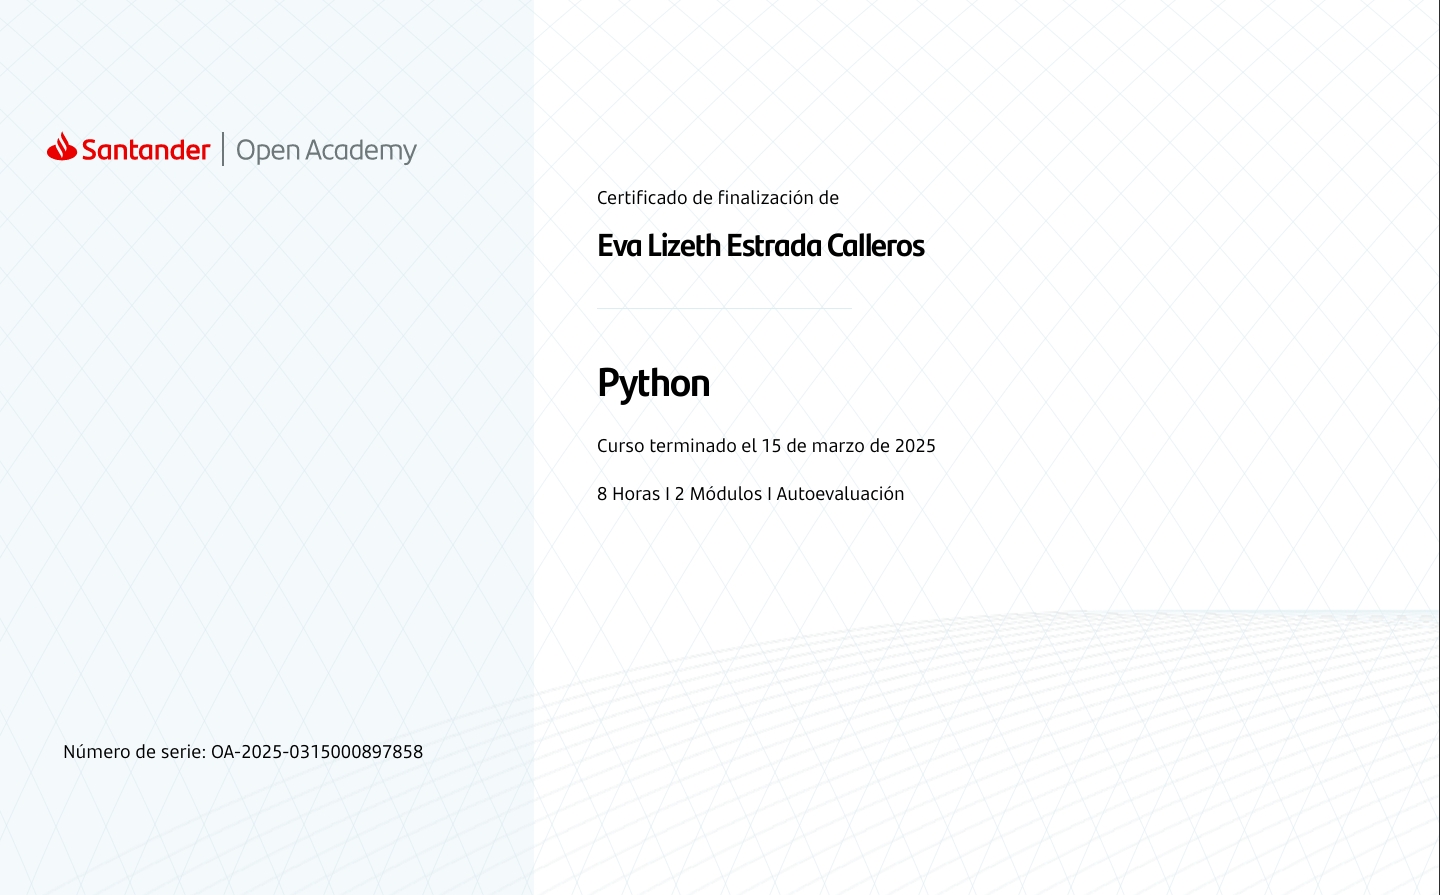 Santander | Open Academy
Certificado de finalización de
Eva Lizeth Estrada Calleros
Python
Curso terminado el 15 de marzo de 2025
8 Horas I 2 Módulos I Autoevaluación
Número de serie: OA-2025-0315000897858